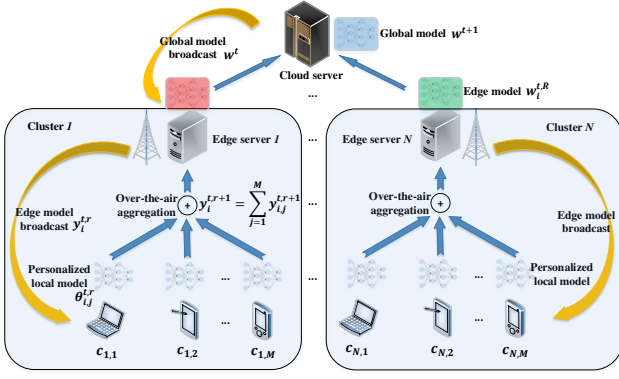 Global model
broadcast w^t
Global model w^{t+1}
Cloud server
...
Edge model w_i^{t,R}
Cluster 1
Edge server 1
...
Edge server N
Cluster N
Over-the-air
aggregation
+
y_i^{t,r+1} = \sum_{j=1}^{M} y_{i,j}^{t,r+1}
...
Over-the-air
aggregation
+
Edge model
broadcast y_i^{t,r}
Edge model
broadcast
Personalized
local model
θ_{i,j}^{t,r}
...
...
...
Personalized
local model
...
...
c_{1,1}
c_{1,2}
c_{1,M}
c_{N,1}
c_{N,2}
c_{N,M}